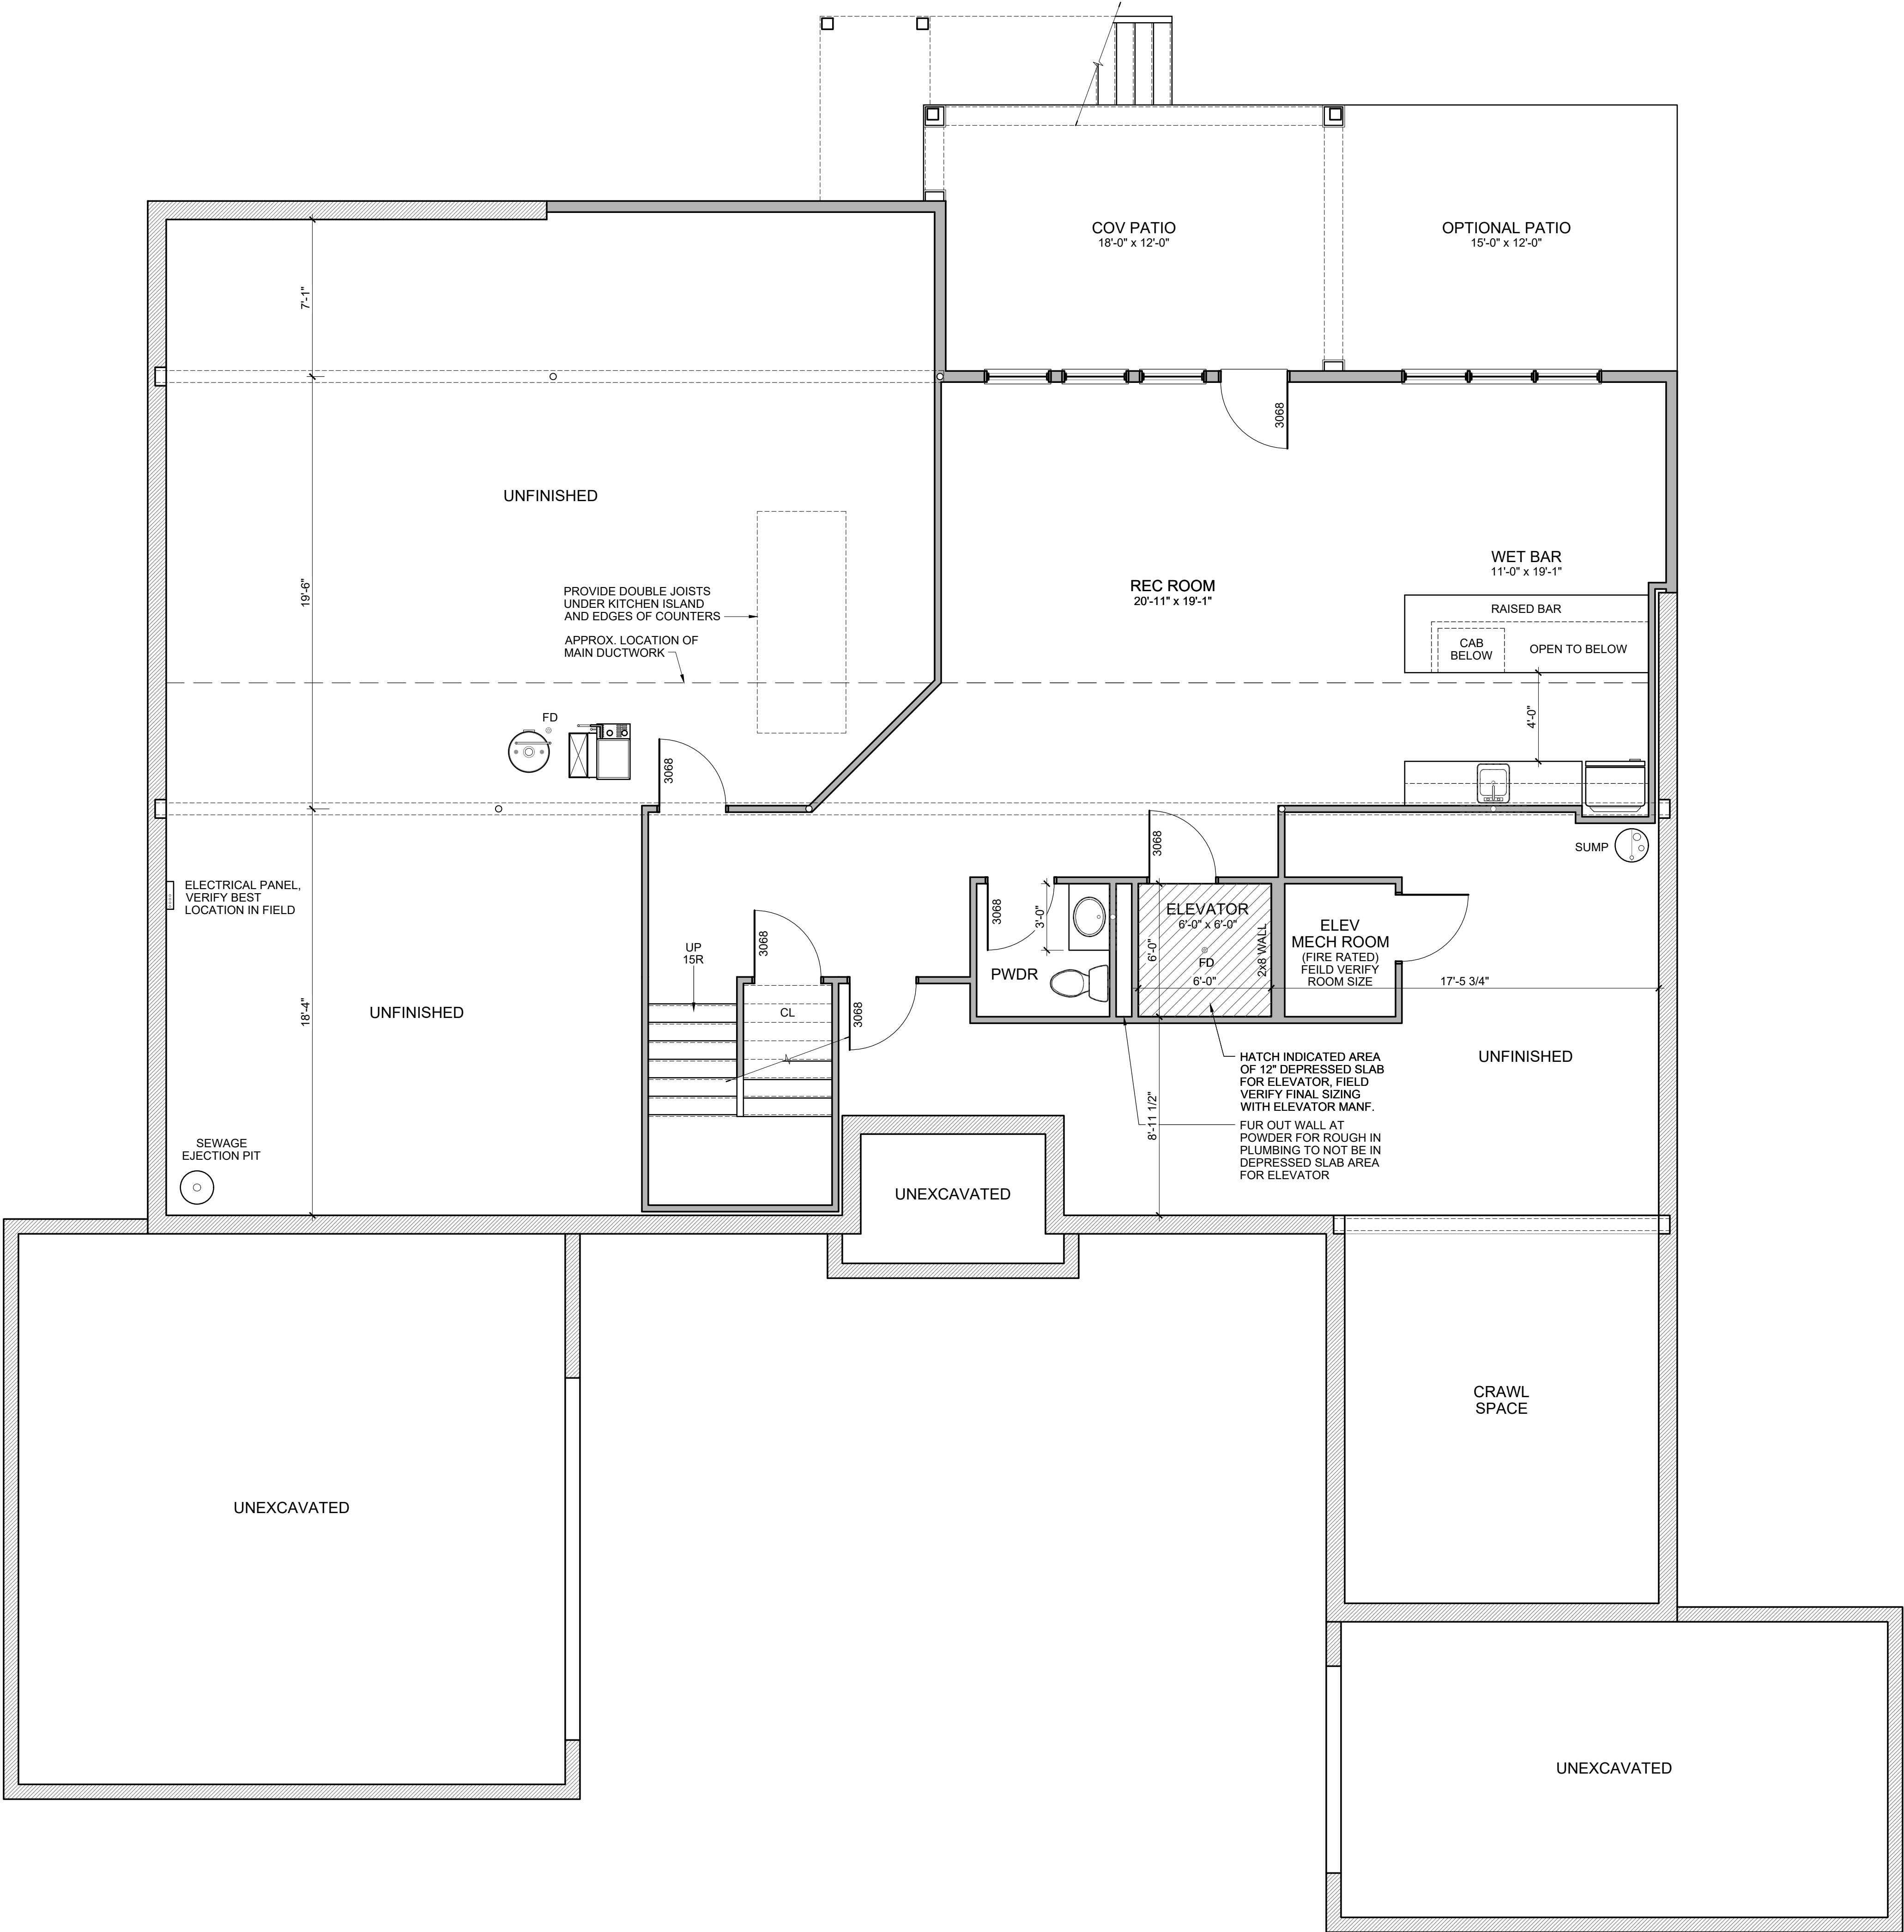 COV PATIO
18'-0" x 12'-0"
OPTIONAL PATIO
15'-0" x 12'-0"
7'-1"
3068
UNFINISHED
WET BAR
11'-0" x 19'-1"
REC ROOM
20'-11" x 19'-1"
19'-6"
PROVIDE DOUBLE JOISTS
UNDER KITCHEN ISLAND
AND EDGES OF COUNTERS
APPROX. LOCATION OF
MAIN DUCTWORK
RAISED BAR
CAB
BELOW
OPEN TO BELOW
4'-0"
FD
3068
3068
SUMP
ELECTRICAL PANEL,
VERIFY BEST
LOCATION IN FIELD
UP
15R
3068
3068
3'-0"
PWDR
ELEVATOR
6'-0" x 6'-0"
6'-0"
FD
6'-0"
2x8 WALL
ELEV
MECH ROOM
(FIRE RATED)
FEILD VERIFY
ROOM SIZE
17'-5 3/4"
18'-4"
UNFINISHED
CL
3068
UNFINISHED
HATCH INDICATED AREA
OF 12" DEPRESSED SLAB
FOR ELEVATOR, FIELD
VERIFY FINAL SIZING
WITH ELEVATOR MANF.
8'-11 1/2"
FUR OUT WALL AT
POWDER FOR ROUGH IN
PLUMBING TO NOT BE IN
DEPRESSED SLAB AREA
FOR ELEVATOR
SEWAGE
EJECTION PIT
UNEXCAVATED
CRAWL
SPACE
UNEXCAVATED
UNEXCAVATED